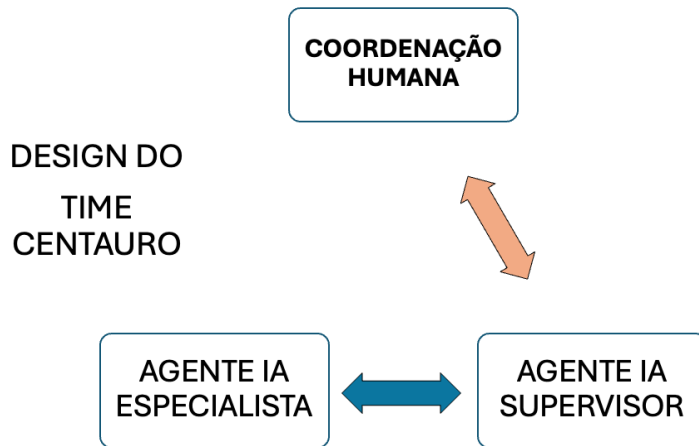 COORDENAÇÃO
HUMANA
DESIGN DO
TIME
CENTAURO
AGENTE IA
ESPECIALISTA
AGENTE IA
SUPERVISOR